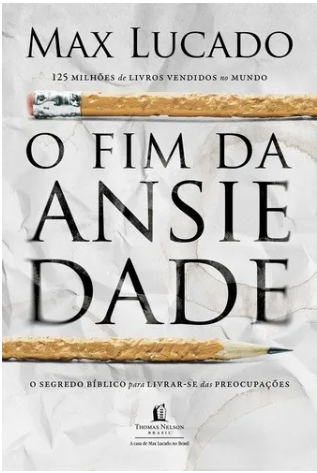 MAX LUCADO
125 MILHÕES de LIVROS VENDIDOS no MUNDO
O FIM DA
ANSIE
DADE
O SEGREDO BÍBLICO para LIVRAR-SE das PREOCUPAÇÕES
THOMAS NELSON
BRASIL
A casa de Max Lucado no Brasil